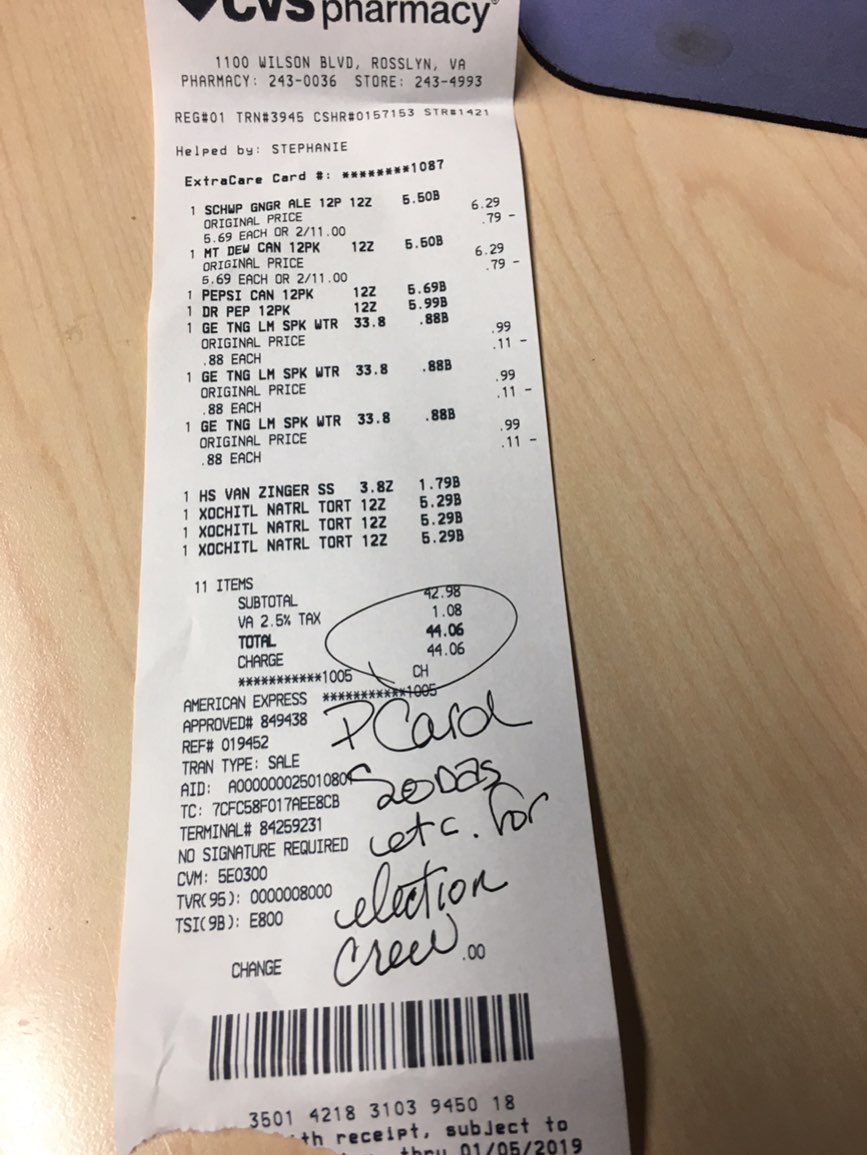 CVS pharmacy
1100 WILSON BLVD, ROSSLYN, VA
PHARMACY: 243-0036 STORE: 243-4993
REG#01 TRN#3945 CSHR#0157153 STR#1421
Helped by: STEPHANIE
ExtraCare Card #: ********1087
1 SCHWP GNGR ALE 12P 12Z 5.50B
ORIGINAL PRICE 6.29
5.69 EACH OR 2/11.00 .79 -
1 MT DEW CAN 12PK 12Z 5.50B
ORIGINAL PRICE 6.29
5.69 EACH OR 2/11.00 .79 -
1 PEPSI CAN 12PK 12Z 5.69B
1 DR PEP 12PK 12Z 5.99B
1 GE TNG LM SPK WTR 33.8 .88B
ORIGINAL PRICE .99
.88 EACH .11 -
1 GE TNG LM SPK WTR 33.8 .88B
ORIGINAL PRICE .99
.88 EACH .11 -
1 GE TNG LM SPK WTR 33.8 .88B
ORIGINAL PRICE .99
.88 EACH .11 -
1 HS VAN ZINGER SS 3.8Z 1.79B
1 XOCHITL NATRL TORT 12Z 5.29B
1 XOCHITL NATRL TORT 12Z 5.29B
1 XOCHITL NATRL TORT 12Z 5.29B
11 ITEMS
SUBTOTAL 42.98
VA 2.5% TAX 1.08
TOTAL 44.06
CHARGE 44.06
***********1005 CH
AMERICAN EXPRESS ***********1005
APPROVED# 849438
REF# 019452
TRAN TYPE: SALE
AID: A00000002501080
TC: 7CFC58F017AEE8CB
TERMINAL# 84259231
NO SIGNATURE REQUIRED
CVM: 5E0300
TVR(95): 0000008000
TSI(9B): E800
PCard
Sodas
etc. for
election
crew
CHANGE .00
3501 4218 3103 9450 18
th receipt, subject to
thru 01/05/2019